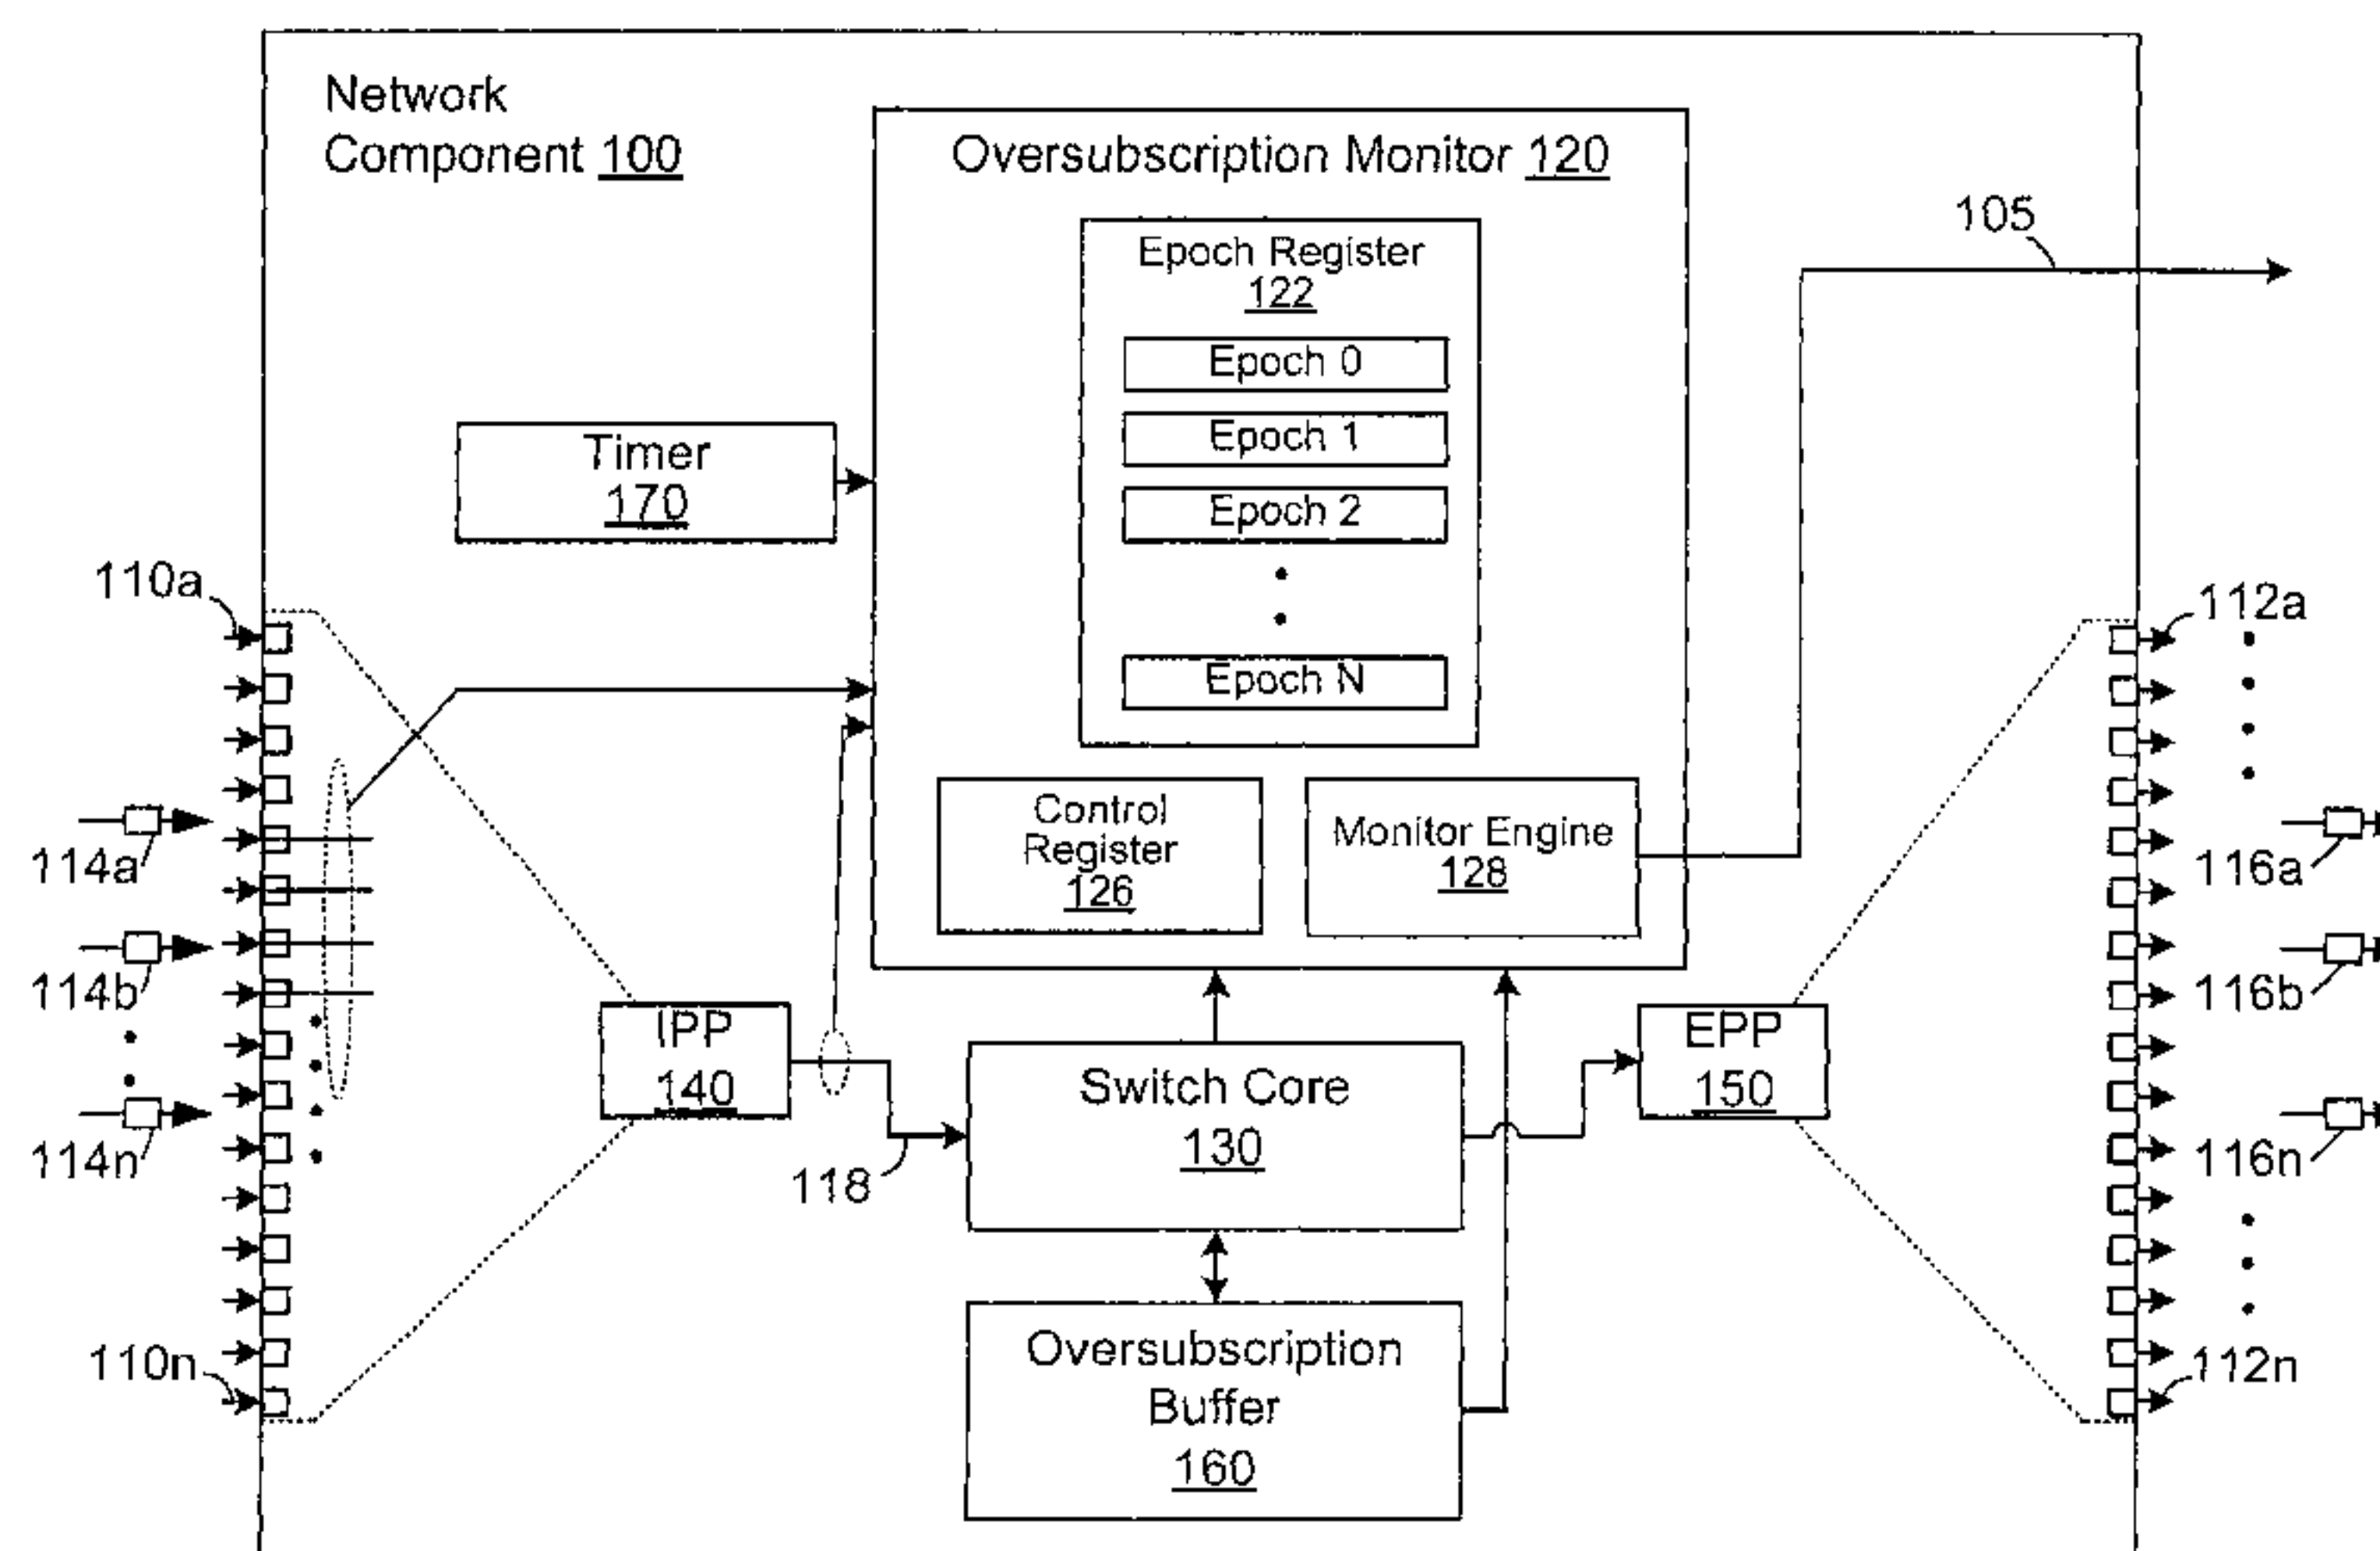 Network
Component 100
Oversubscription Monitor 120
105
Epoch Register
122
Epoch 0
Epoch 1
Epoch 2
Epoch N
Timer
170
110a
112a
Control
Register
126
Monitor Engine
128
114a
116a
114b
116b
IPP
140
EPP
150
Switch Core
130
114n
118
116n
Oversubscription
Buffer
160
110n
112n